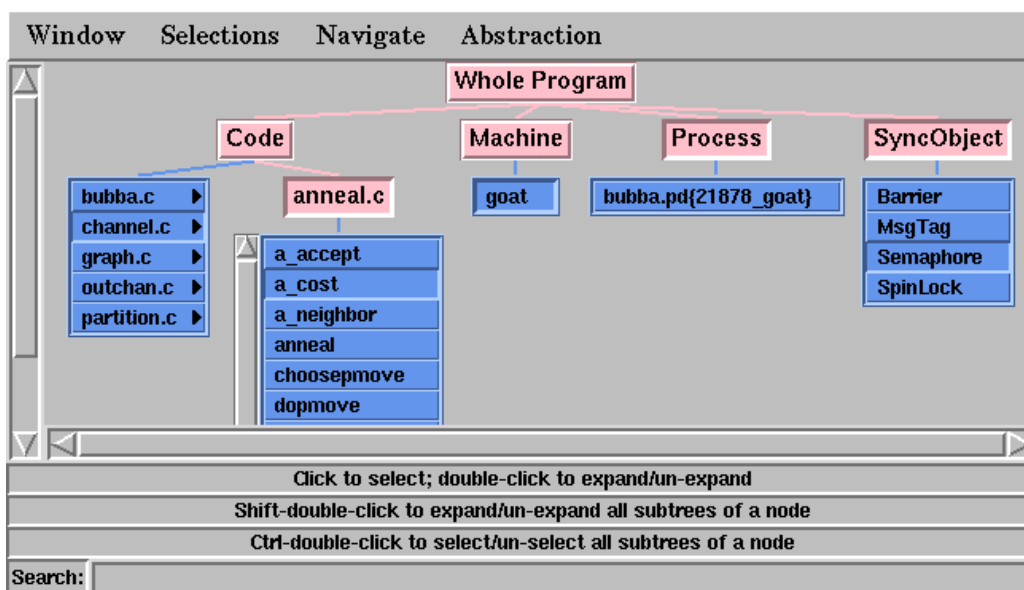 Window Selections Navigate Abstraction
Whole Program
Code Machine Process SyncObject
bubba.c
channel.c
graph.c
outchan.c
partition.c
anneal.c
a_accept
a_cost
a_neighbor
anneal
choosepmove
dopmove
goat
bubba.pd{21878_goat}
Barrier
MsgTag
Semaphore
SpinLock
Click to select; double-click to expand/un-expand
Shift-double-click to expand/un-expand all subtrees of a node
Ctrl-double-click to select/un-select all subtrees of a node
Search: